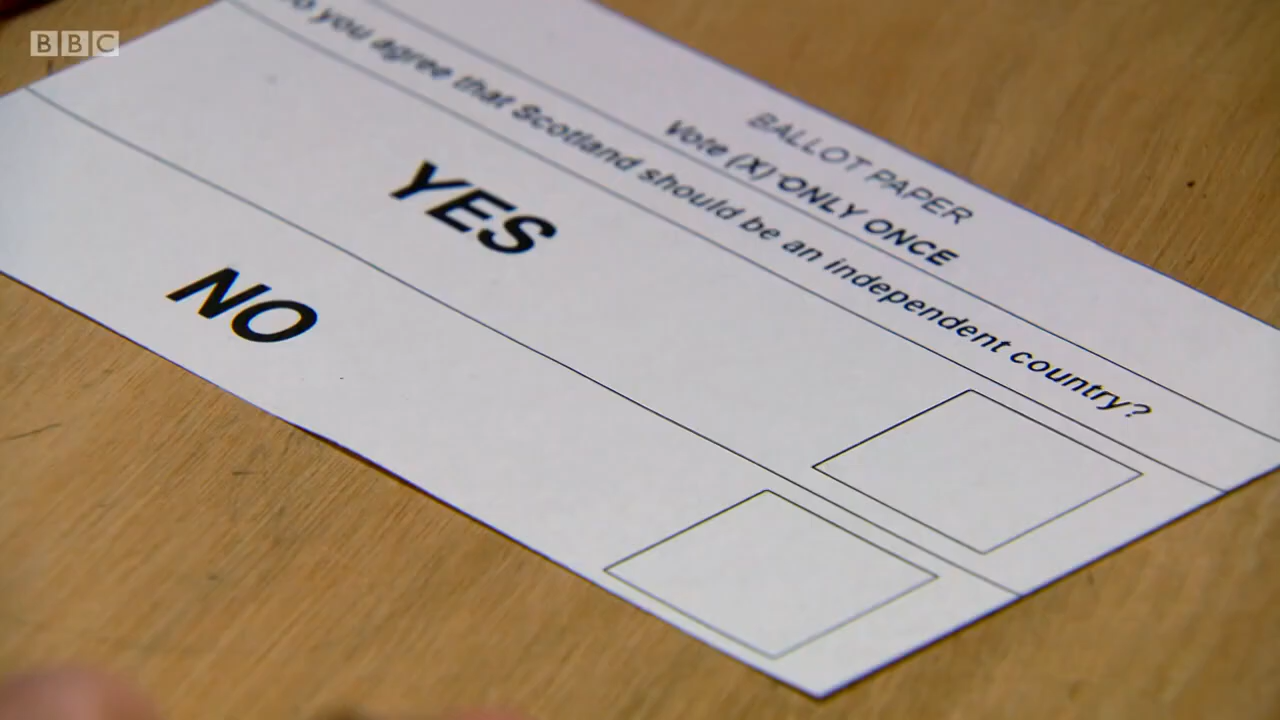 BBC
BALLOT PAPER
Vote (X) ONLY ONCE
you agree that Scotland should be an independent country?
YES
NO